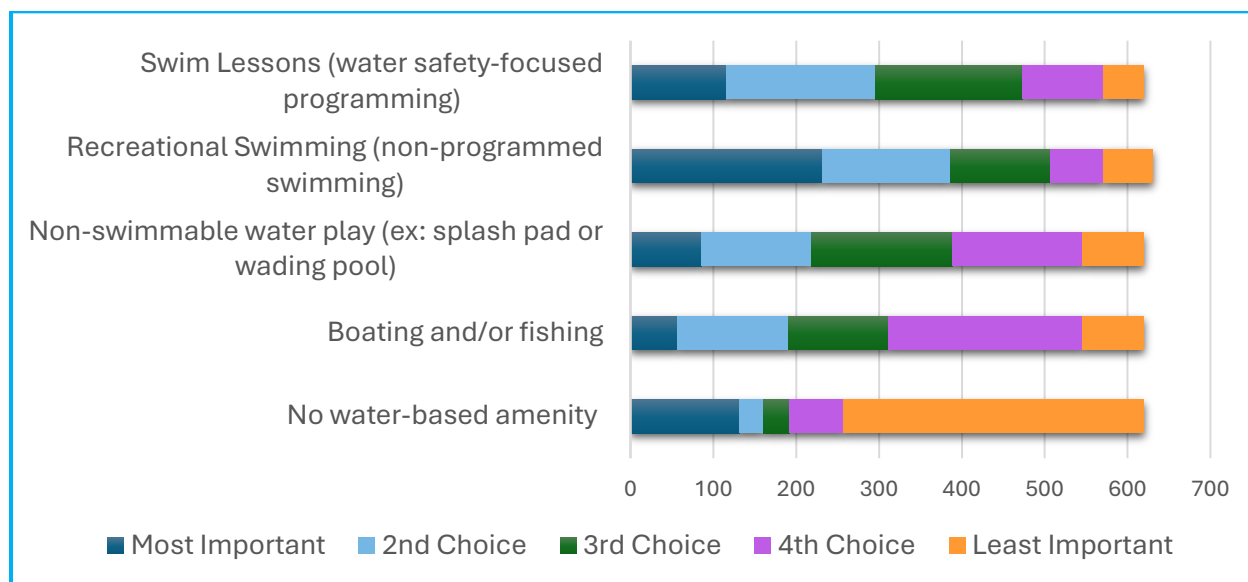 Swim Lessons (water safety-focused
programming)
Recreational Swimming (non-programmed
swimming)
Non-swimmable water play (ex: splash pad or
wading pool)
Boating and/or fishing
No water-based amenity
0 100 200 300 400 500 600 700
Most Important 2nd Choice 3rd Choice 4th Choice Least Important